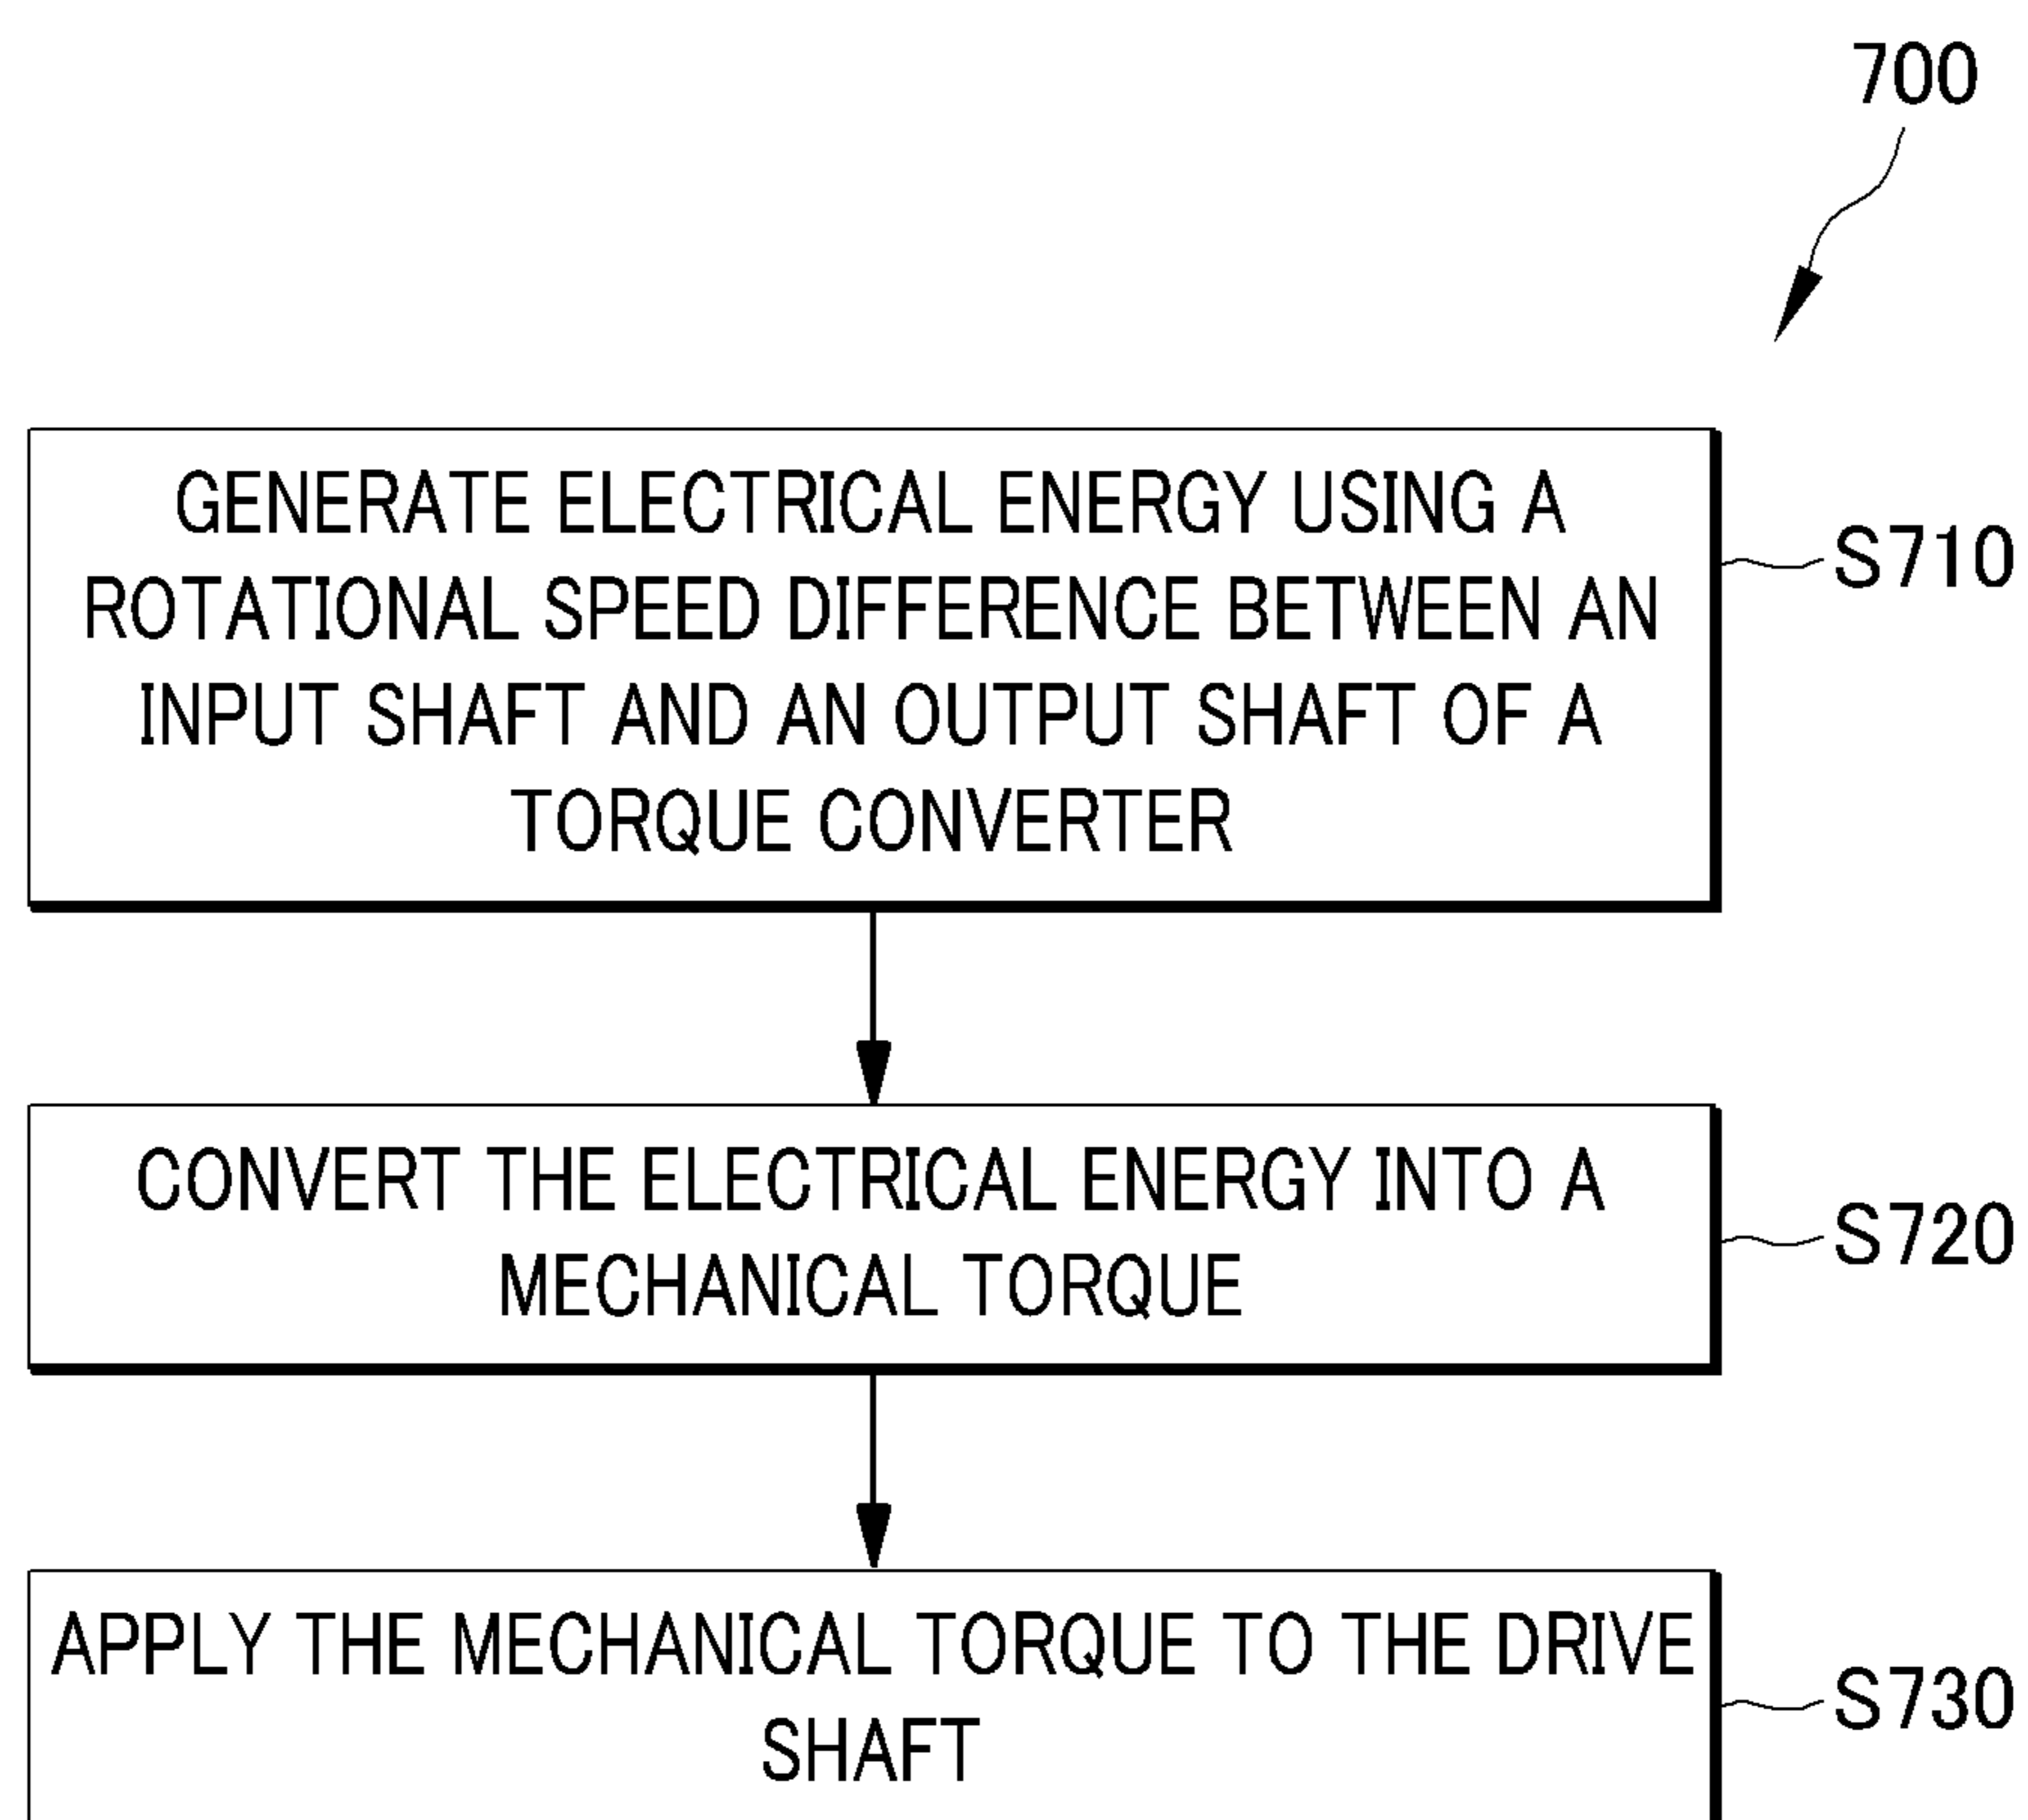 700
GENERATE ELECTRICAL ENERGY USING A
ROTATIONAL SPEED DIFFERENCE BETWEEN AN
INPUT SHAFT AND AN OUTPUT SHAFT OF A
TORQUE CONVERTER
S710
CONVERT THE ELECTRICAL ENERGY INTO A
MECHANICAL TORQUE
S720
APPLY THE MECHANICAL TORQUE TO THE DRIVE
SHAFT
S730